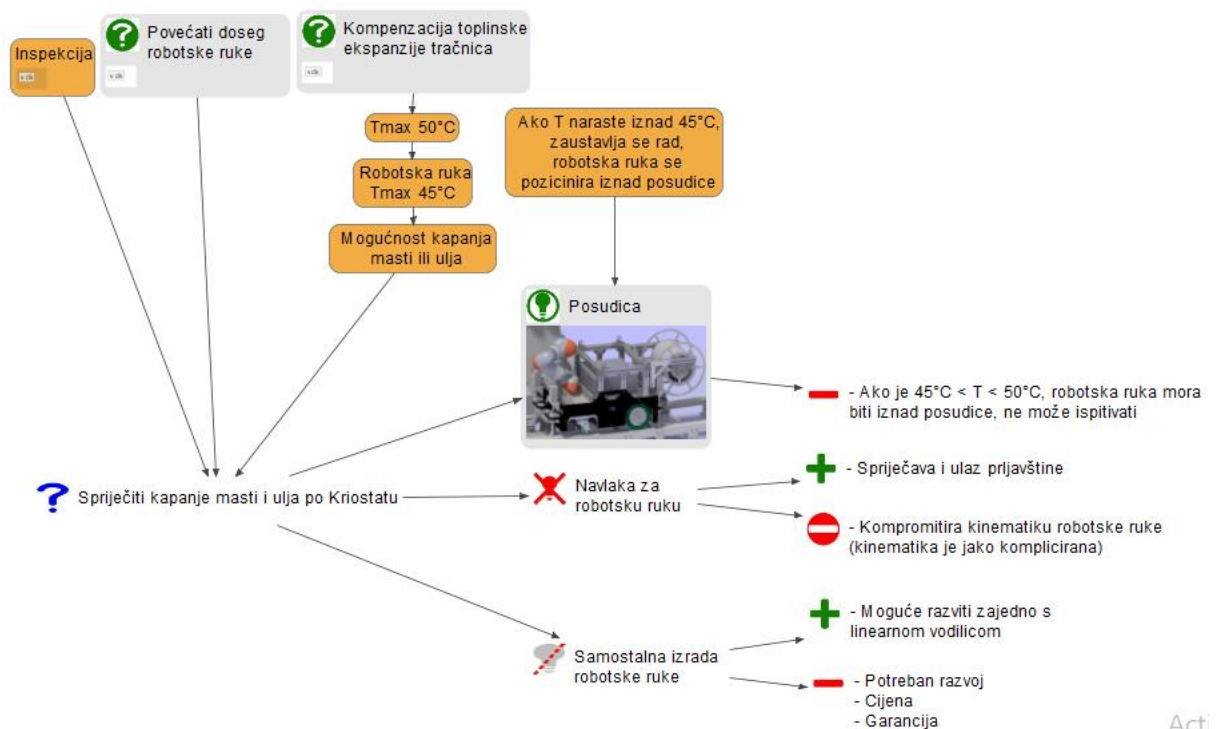 Inspekcija
Povećati doseg
robotske ruke
Kompenzacija toplinske
ekspanzije tračnica
Tmax 50°C
Robotska ruka
Tmax 45°C
Mogućnost kapanja
masti ili ulja
Ako T naraste iznad 45°C,
zaustavlja se rad,
robotska ruka se
pozicinira iznad posudice
Posudica
- Ako je 45°C < T < 50°C, robotska ruka mora
biti iznad posudice, ne može ispitivati
Spriječiti kapanje masti i ulja po Kriostatu
Navlaka za
robotsku ruku
- Spriječava i ulaz prljavštine
- Kompromitira kinematiku robotske ruke
(kinematika je jako komplicirana)
Samostalna izrada
robotske ruke
- Moguće razviti zajedno s
linearnom vodilicom
- Potreban razvoj
- Cijena
- Garancija
Acti